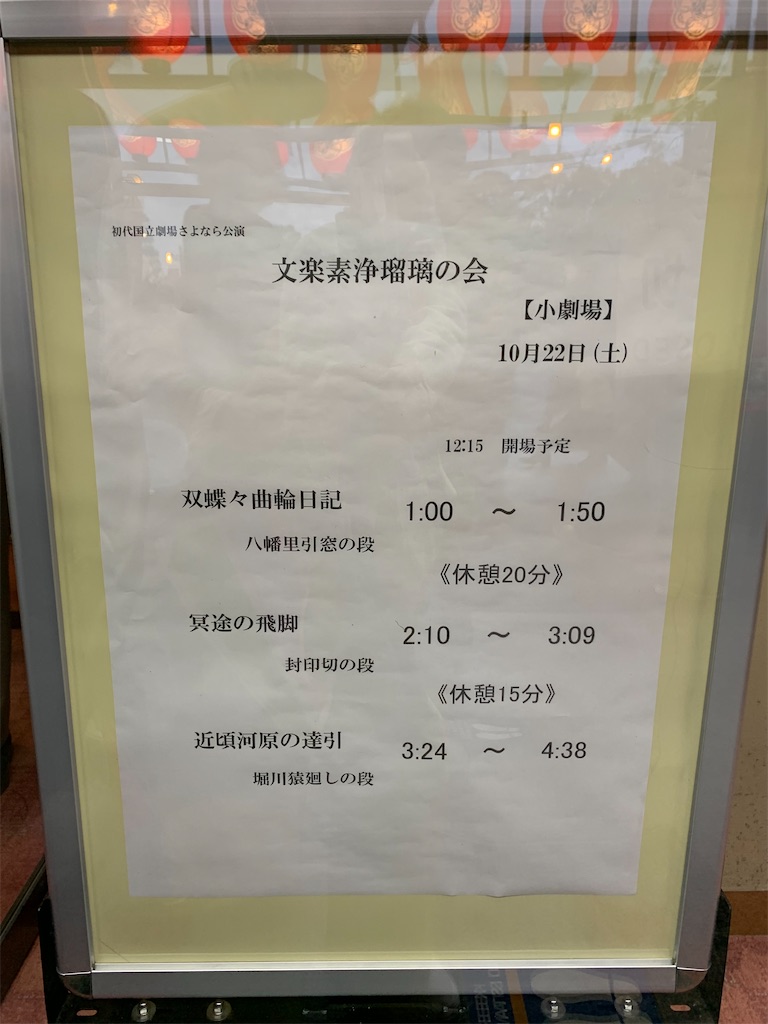 初代国立劇場さよなら公演
文楽素浄瑠璃の会
【小劇場】
10月22日(土)
12:15 開場予定
双蝶々曲輪日記 1:00 ～ 1:50
八幡里引窓の段
《休憩20分》
冥途の飛脚 2:10 ～ 3:09
封印切の段
《休憩15分》
近頃河原の達引 3:24 ～ 4:38
堀川猿廻しの段